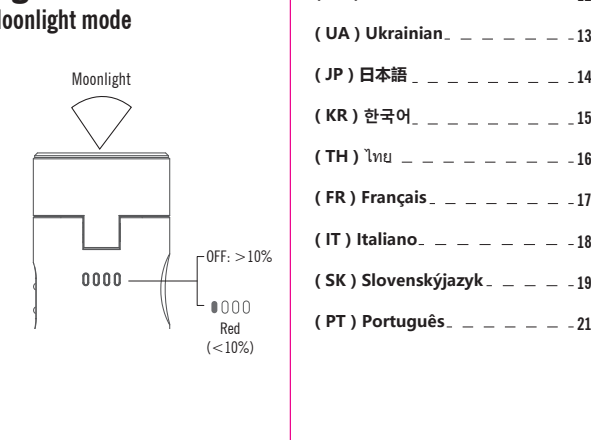 Moonlight mode
Moonlight
OFF: >10%
Red
(<10%)
( UA ) Ukrainian 13
( JP ) 日本語 14
( KR ) 한국어 15
( TH ) ไทย 16
( FR ) Français 17
( IT ) Italiano 18
( SK ) Slovenskýjazyk 19
( PT ) Português 21